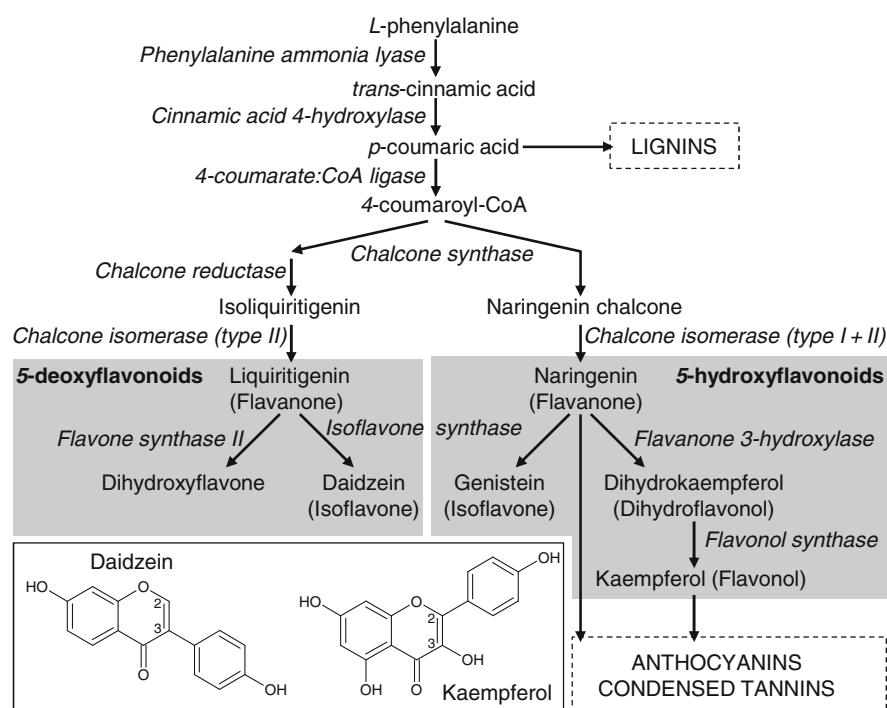 L-phenylalanine
Phenylalanine ammonia lyase
trans-cinnamic acid
Cinnamic acid 4-hydroxylase
p-coumaric acid
LIGNINS
4-coumarate:CoA ligase
4-coumaroyl-CoA
Chalcone synthase
Chalcone reductase
Isoliquiritigenin
Naringenin chalcone
Chalcone isomerase (type II)
Chalcone isomerase (type I + II)
5-deoxyflavonoids
Liquiritigenin
(Flavanone)
Naringenin
(Flavanone)
5-hydroxyflavonoids
Flavone synthase II
Isoflavone synthase
Flavanone 3-hydroxylase
Dihydroxyflavone
Daidzein
(Isoflavone)
Genistein
(Isoflavone)
Dihydrokaempferol
(Dihydroflavonol)
Flavonol synthase
Kaempferol (Flavonol)
Daidzein
HO
O
2
3
O
OH
OH
HO
O
2
3
OH
OH
O
Kaempferol
ANTHOCYANINS
CONDENSED TANNINS